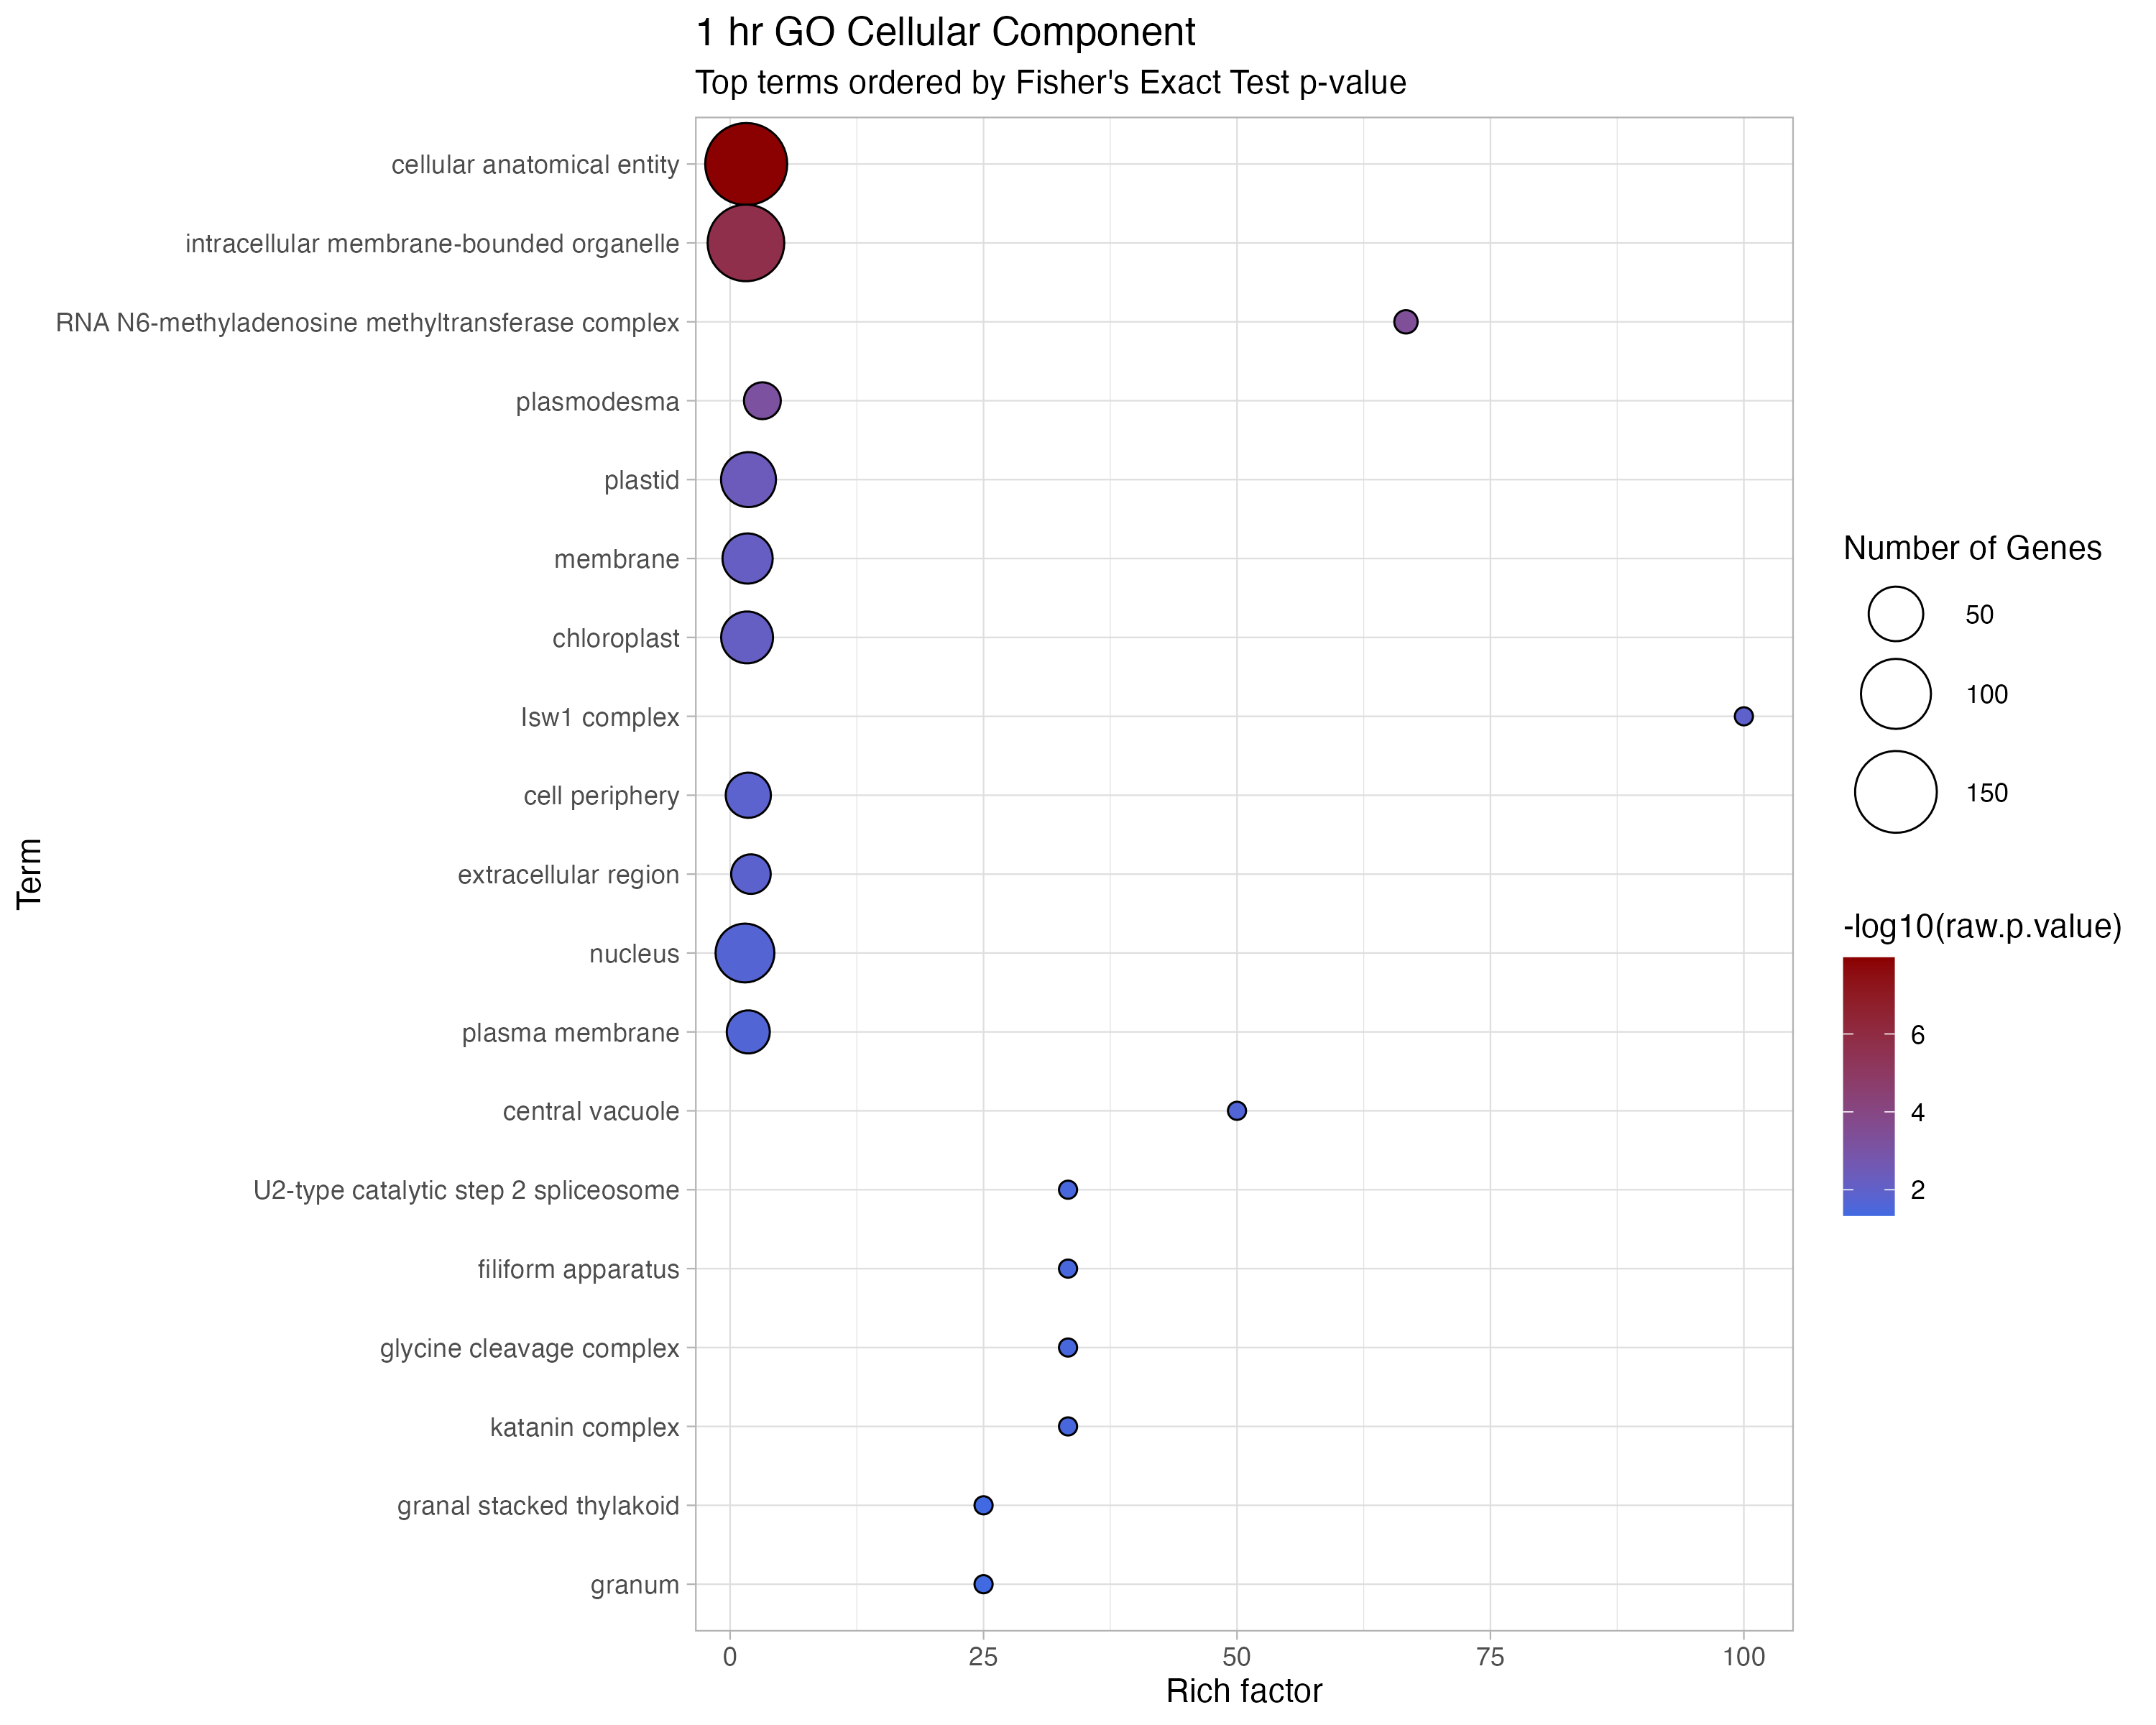 1 hr GO Cellular Component
Top terms ordered by Fisher's Exact Test p-value
Term
cellular anatomical entity
intracellular membrane-bounded organelle
RNA N6-methyladenosine methyltransferase complex
plasmodesma
plastid
membrane
chloroplast
Isw1 complex
cell periphery
extracellular region
nucleus
plasma membrane
central vacuole
U2-type catalytic step 2 spliceosome
filiform apparatus
glycine cleavage complex
katanin complex
granal stacked thylakoid
granum
0 25 50 75 100
Rich factor
Number of Genes
50
100
150
-log10(raw.p.value)
6
4
2